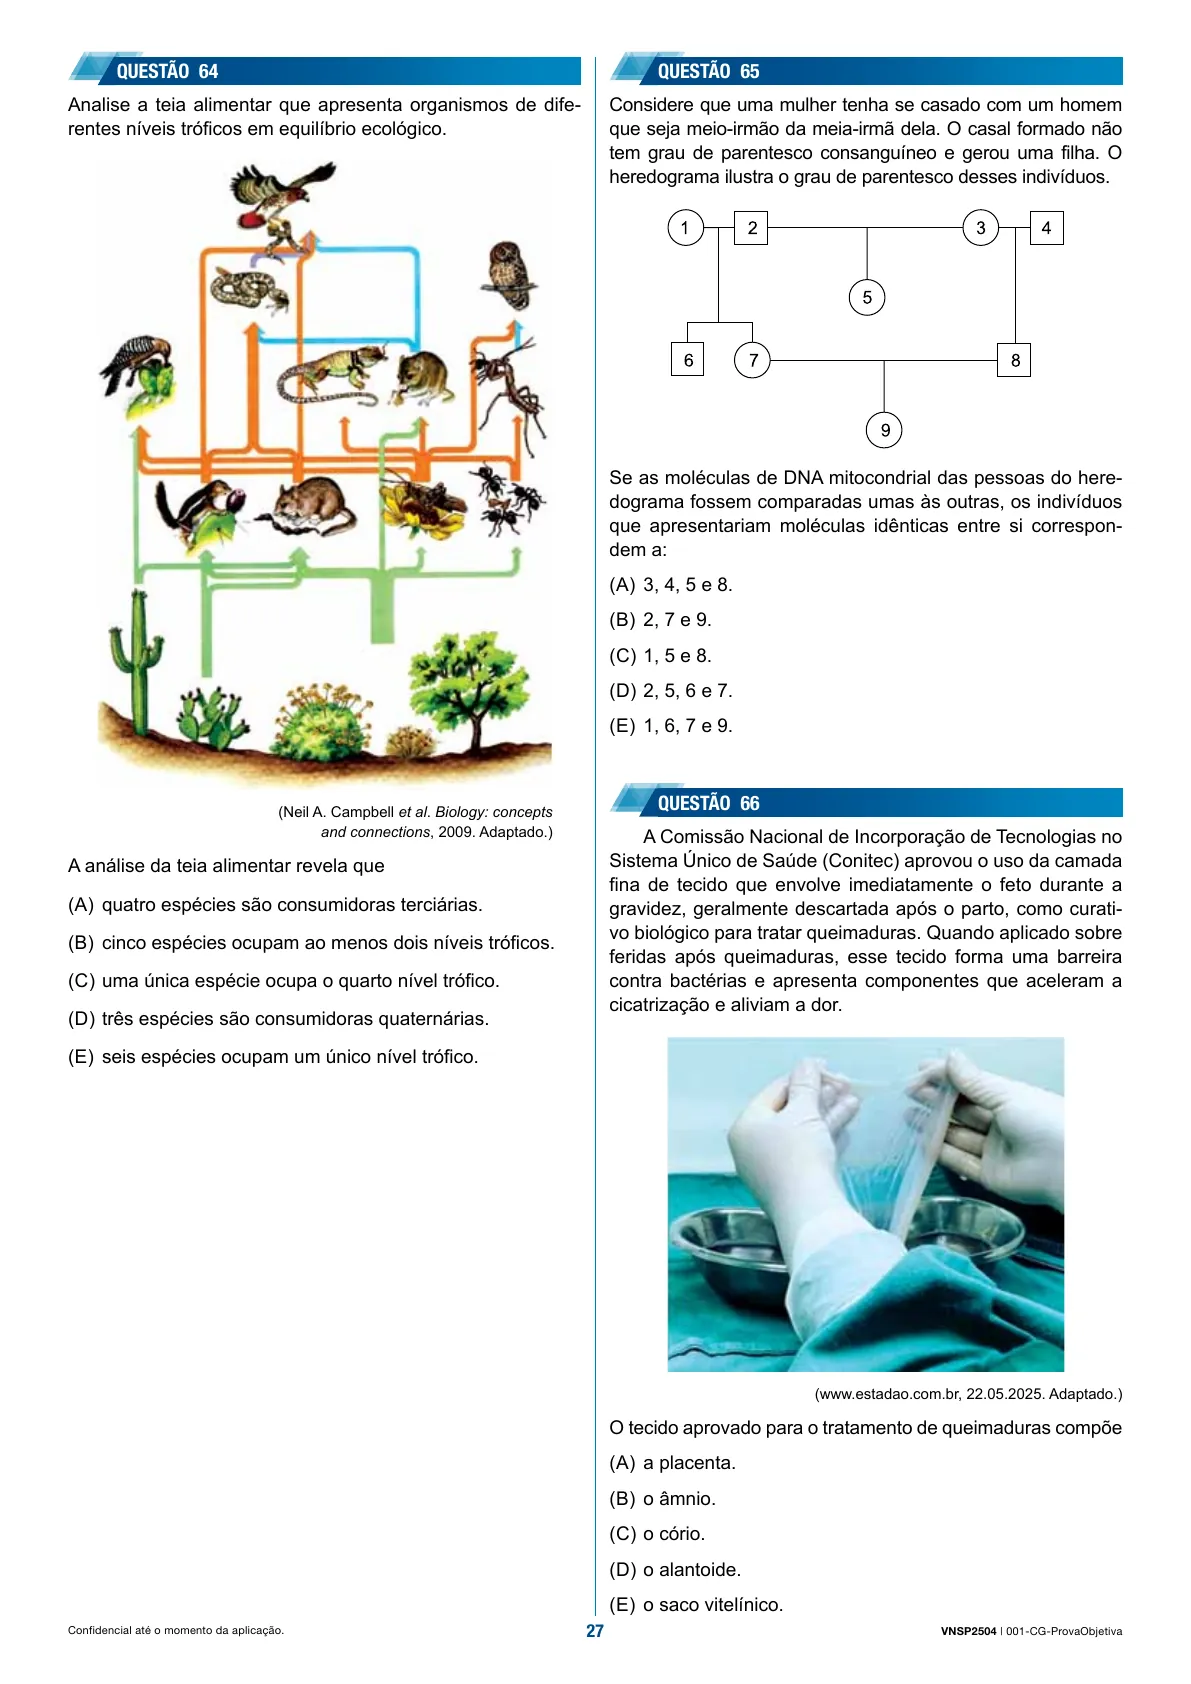 QUESTÃO 64
Analise a teia alimentar que apresenta organismos de dife-
rentes níveis tróficos em equilíbrio ecológico.
(Neil A. Campbell et al. Biology: concepts
and connections, 2009. Adaptado.)
A análise da teia alimentar revela que
(A) quatro espécies são consumidoras terciárias.
(B) cinco espécies ocupam ao menos dois níveis tróficos.
(C) uma única espécie ocupa o quarto nível trófico.
(D) três espécies são consumidoras quaternárias.
(E) seis espécies ocupam um único nível trófico.
QUESTÃO 65
Considere que uma mulher tenha se casado com um homem
que seja meio-irmão da meia-irmã dela. O casal formado não
tem grau de parentesco consanguíneo e gerou uma filha. O
heredograma ilustra o grau de parentesco desses indivíduos.
1 2 3 4
5
6 7 8
9
Se as moléculas de DNA mitocondrial das pessoas do here-
dograma fossem comparadas umas às outras, os indivíduos
que apresentariam moléculas idênticas entre si correspon-
dem a:
(A) 3, 4, 5 e 8.
(B) 2, 7 e 9.
(C) 1, 5 e 8.
(D) 2, 5, 6 e 7.
(E) 1, 6, 7 e 9.
QUESTÃO 66
A Comissão Nacional de Incorporação de Tecnologias no
Sistema Único de Saúde (Conitec) aprovou o uso da camada
fina de tecido que envolve imediatamente o feto durante a
gravidez, geralmente descartada após o parto, como curati-
vo biológico para tratar queimaduras. Quando aplicado sobre
feridas após queimaduras, esse tecido forma uma barreira
contra bactérias e apresenta componentes que aceleram a
cicatrização e aliviam a dor.
(www.estadao.com.br, 22.05.2025. Adaptado.)
O tecido aprovado para o tratamento de queimaduras compõe
(A) a placenta.
(B) o âmnio.
(C) o cório.
(D) o alantoide.
(E) o saco vitelínico.
Confidencial até o momento da aplicação.
27
VNSP2504 | 001-CG-ProvaObjetiva